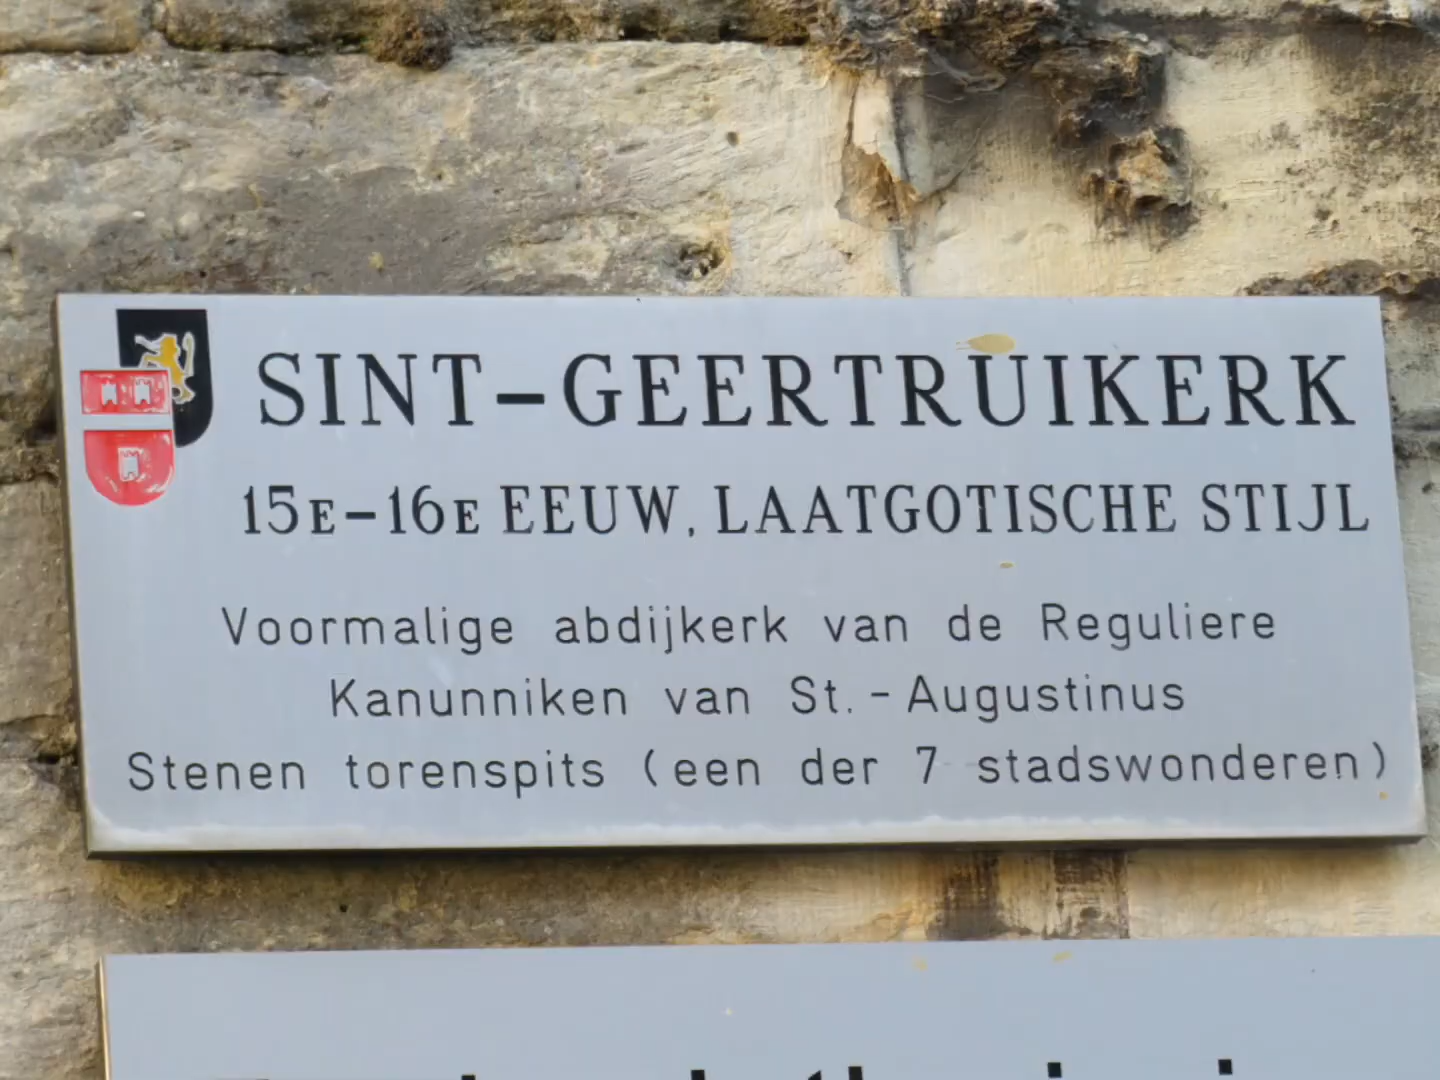 SINT-GEERTRUIKERK
15E-16E EEUW, LAATGOTISCHE STIJL
Voormalige abdijkerk van de Reguliere
Kanunniken van St.-Augustinus
Stenen torenspits (een der 7 stadswonderen)